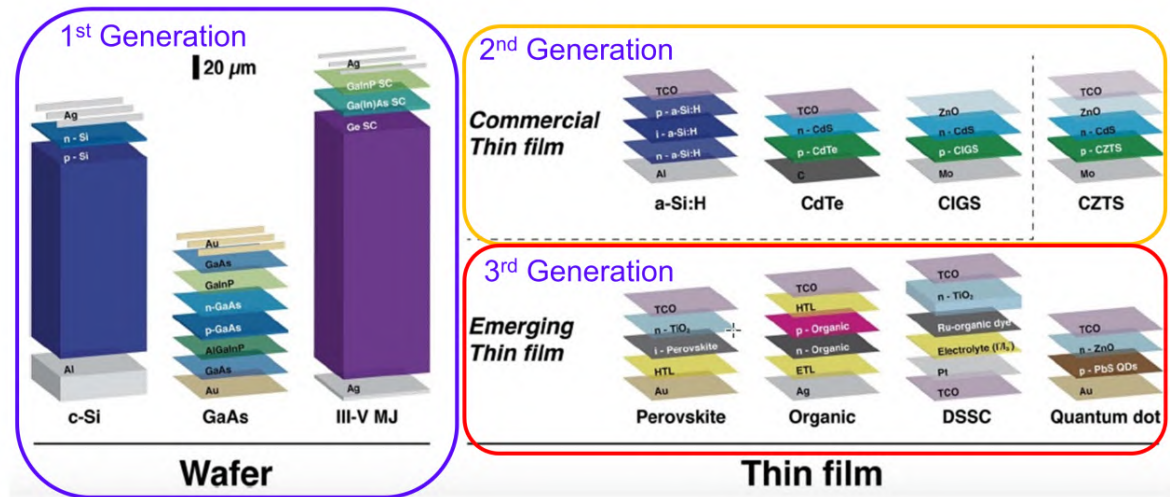 1st Generation
20 μm
Ag
n - Si
p - Si
Al
c-Si
Au
GaAs
GaInP
n-GaAs
p-GaAs
AlGaInP
GaAs
Au
GaAs
Ag
GaInP SC
Ga(In)As SC
Ge SC
Ag
III-V MJ
Wafer
2nd Generation
Commercial
Thin film
TCO
p - a-Si:H
i - a-Si:H
n - a-Si:H
Al
a-Si:H
TCO
n - CdS
p - CdTe
C
CdTe
ZnO
n - CdS
p - CIGS
Mo
CIGS
TCO
ZnO
n - CdS
p - CZTS
Mo
CZTS
3rd Generation
Emerging
Thin film
TCO
n - TiO₂
i - Perovskite
HTL
Au
Perovskite
TCO
HTL
p - Organic
n - Organic
ETL
Ag
Organic
TCO
n - TiO₂
Ru-organic dye
Electrolyte (I⁻/I₃⁻)
Pt
TCO
DSSC
TCO
n - ZnO
p - PbS QDs
Au
Quantum dot
Thin film